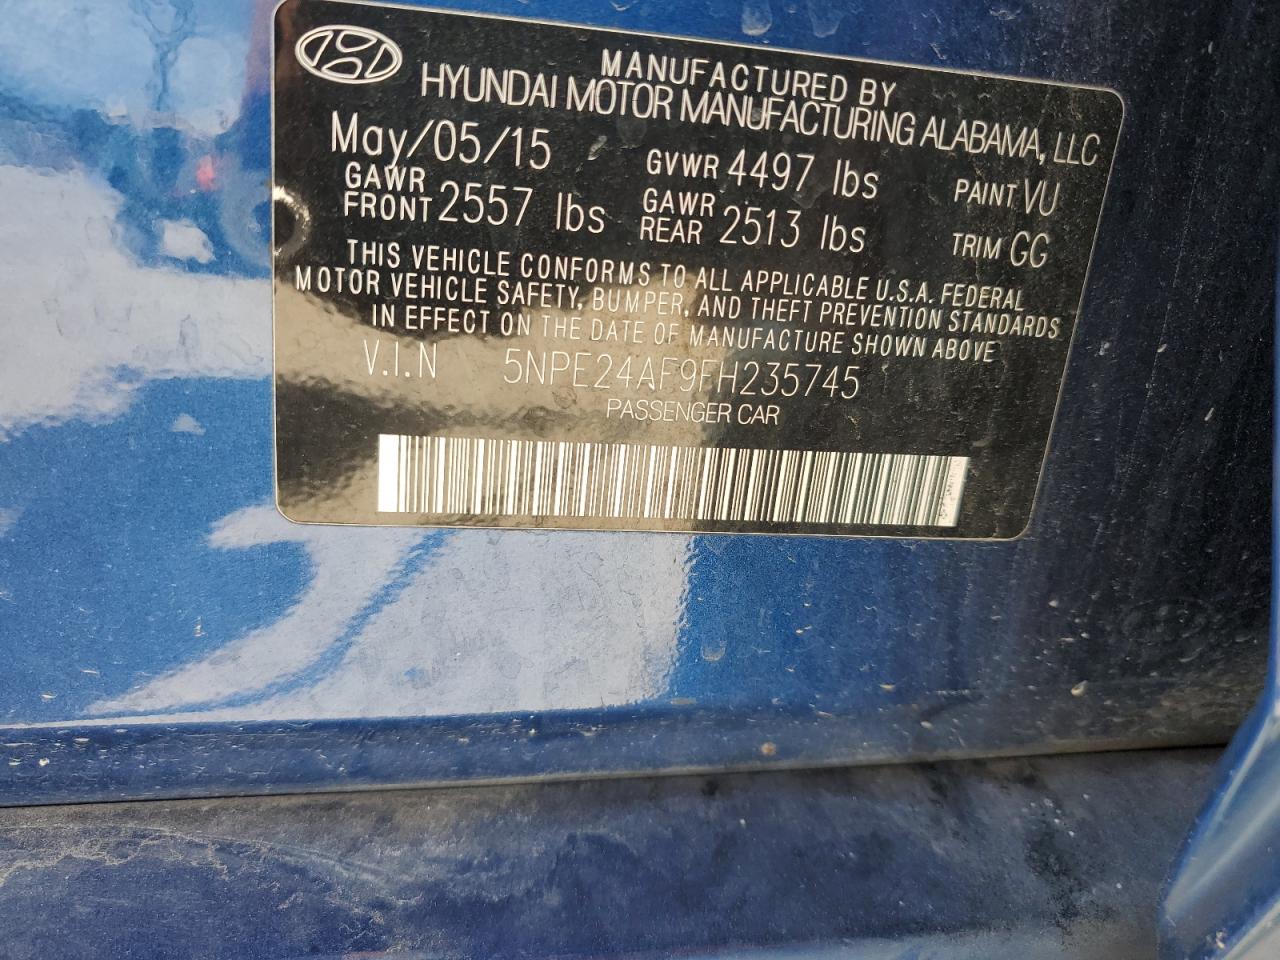 MANUFACTURED BY
HYUNDAI MOTOR MANUFACTURING ALABAMA, LLC
May/05/15 GVWR 4497 lbs PAINT VU
GAWR FRONT 2557 lbs GAWR REAR 2513 lbs TRIM GG
THIS VEHICLE CONFORMS TO ALL APPLICABLE U.S.A. FEDERAL
MOTOR VEHICLE SAFETY, BUMPER, AND THEFT PREVENTION STANDARDS
IN EFFECT ON THE DATE OF MANUFACTURE SHOWN ABOVE
V.I.N 5NPE24AF9FH235745
PASSENGER CAR